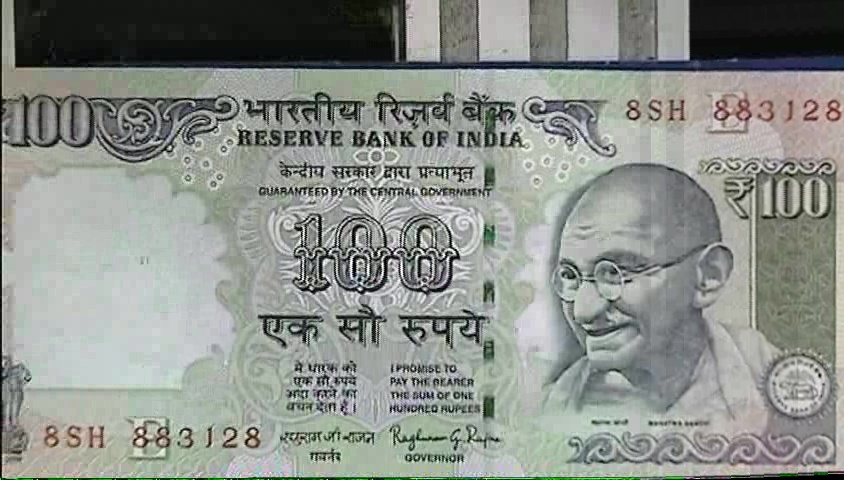 100
भारतीय रिज़र्व बैंक
RESERVE BANK OF INDIA
8SH 883128
केन्द्रीय सरकार द्वारा प्रत्याभूत
GUARANTEED BY THE CENTRAL GOVERNMENT
₹100
100
एक सौ रुपये
मैं धारक को
एक सौ रुपये
अदा करने का
वचन देता हूँ।
I PROMISE TO
PAY THE BEARER
THE SUM OF ONE
HUNDRED RUPEES
8SH 883128
रघुराम जी राजन
गवर्नर
Raghuram G. Rajan
GOVERNOR
महात्मा गांधी
MAHATMA GANDHI